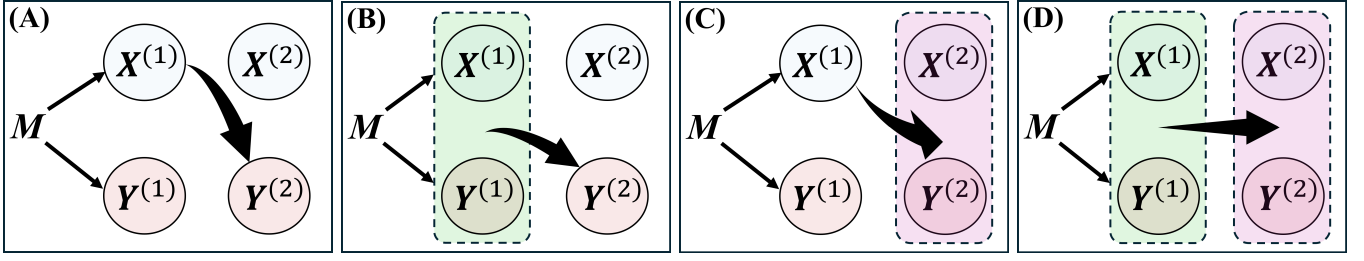 (A)
X^(1) X^(2)
M
Y^(1) Y^(2)
(B)
X^(1) X^(2)
M
Y^(1) Y^(2)
(C)
X^(1) X^(2)
M
Y^(1) Y^(2)
(D)
X^(1) X^(2)
M
Y^(1) Y^(2)